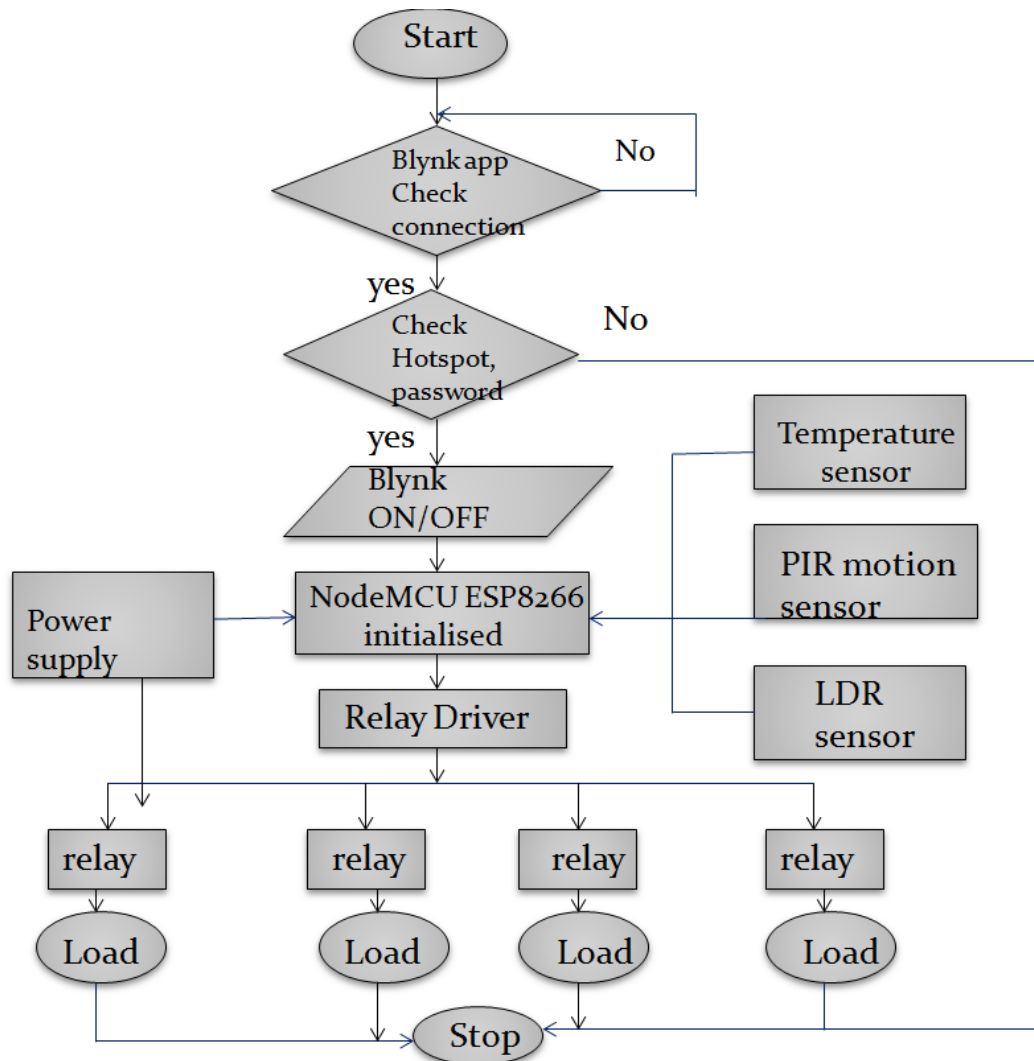 Start
No
Blynk app
Check
connection
yes
No
Check
Hotspot,
password
yes
Temperature
sensor
Blynk
ON/OFF
PIR motion
sensor
NodeMCU ESP8266
initialised
Power
supply
LDR
sensor
Relay Driver
relay
relay
relay
relay
Load
Load
Load
Load
Stop